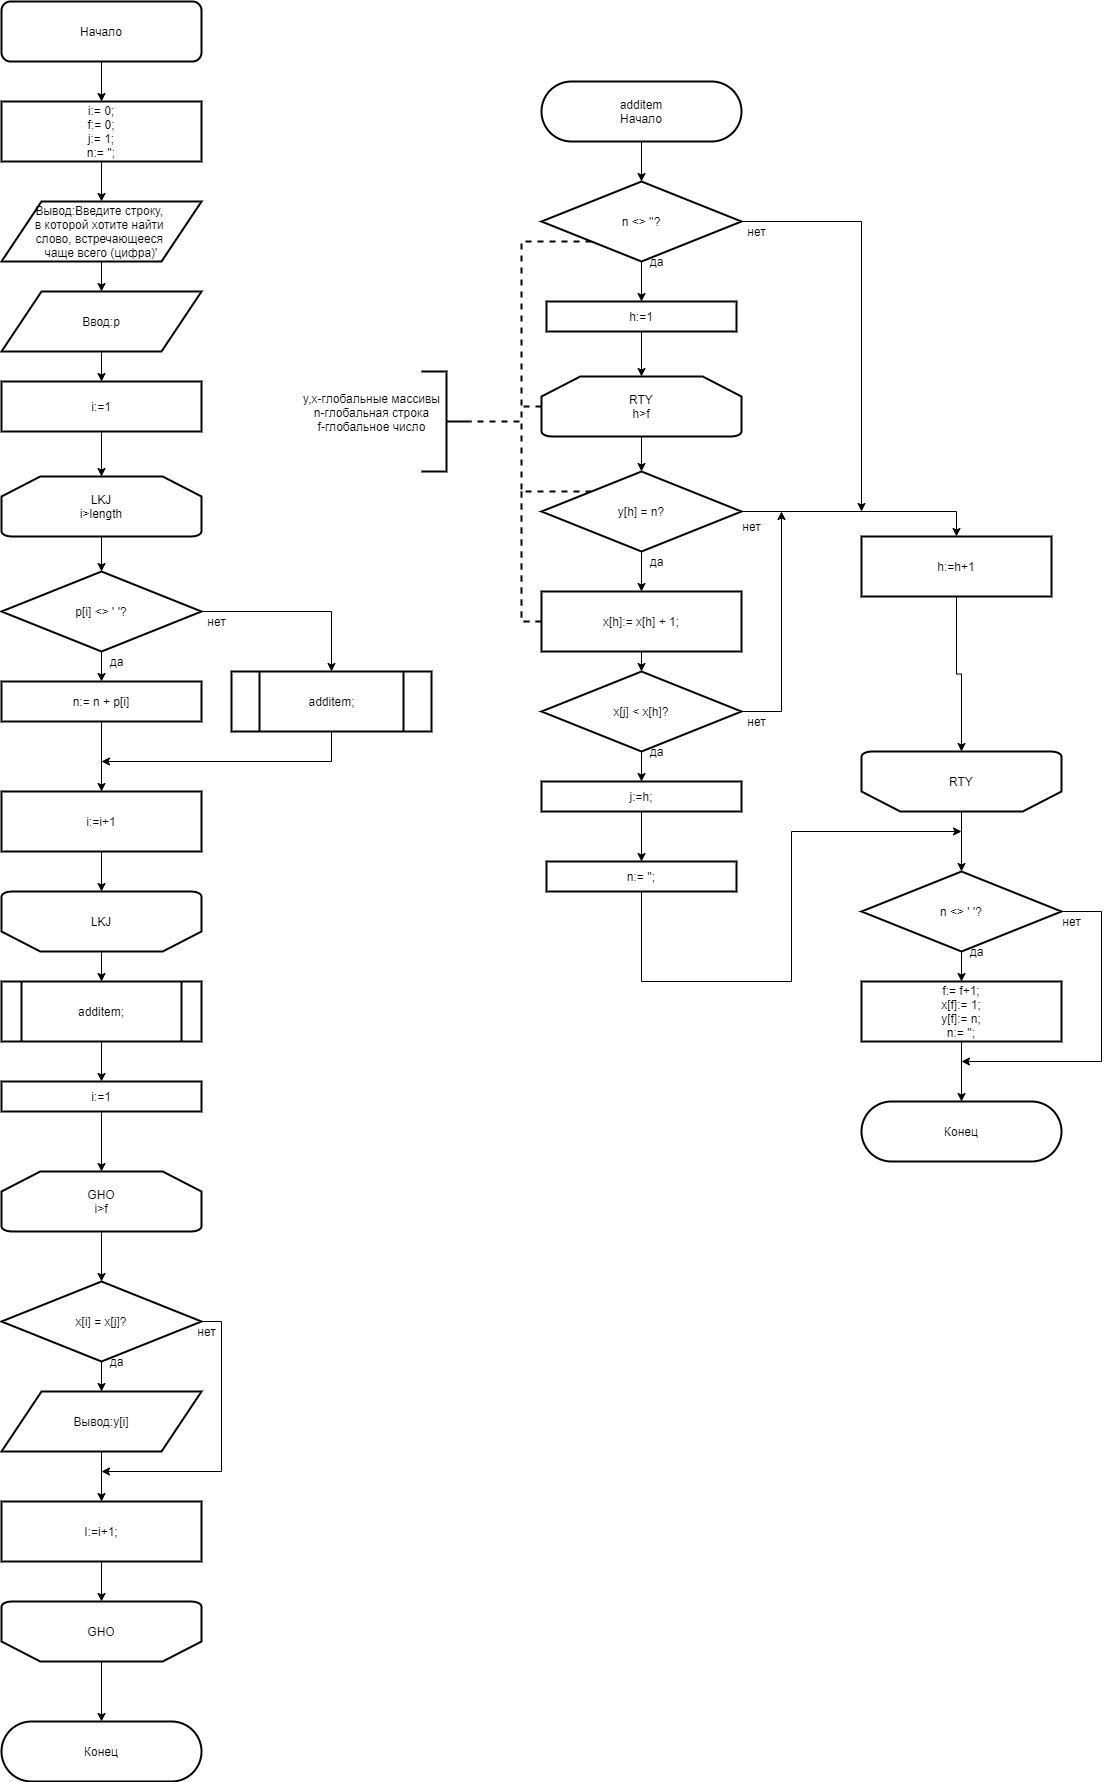 Начало
i:= 0;
f:= 0;
j:= 1;
n:= '';
Вывод:Введите строку,
в которой хотите найти
слово, встречающееся
чаще всего (цифра)'
Ввод:p
i:=1
LKJ
i>length
p[i] <> ' '?
нет
да
n:= n + p[i]
additem;
i:=i+1
LKJ
additem;
i:=1
GHO
i>f
x[i] = x[j]?
нет
да
Вывод:y[i]
I:=i+1;
GHO
Конец
additem
Начало
n <> ''?
нет
да
h:=1
y,x-глобальные массивы
n-глобальная строка
f-глобальное число
RTY
h>f
y[h] = n?
нет
да
x[h]:= x[h] + 1;
x[j] < x[h]?
нет
да
j:=h;
n:= '';
h:=h+1
RTY
n <> ' '?
нет
да
f:= f+1;
x[f]:= 1;
y[f]:= n;
n:= '';
Конец